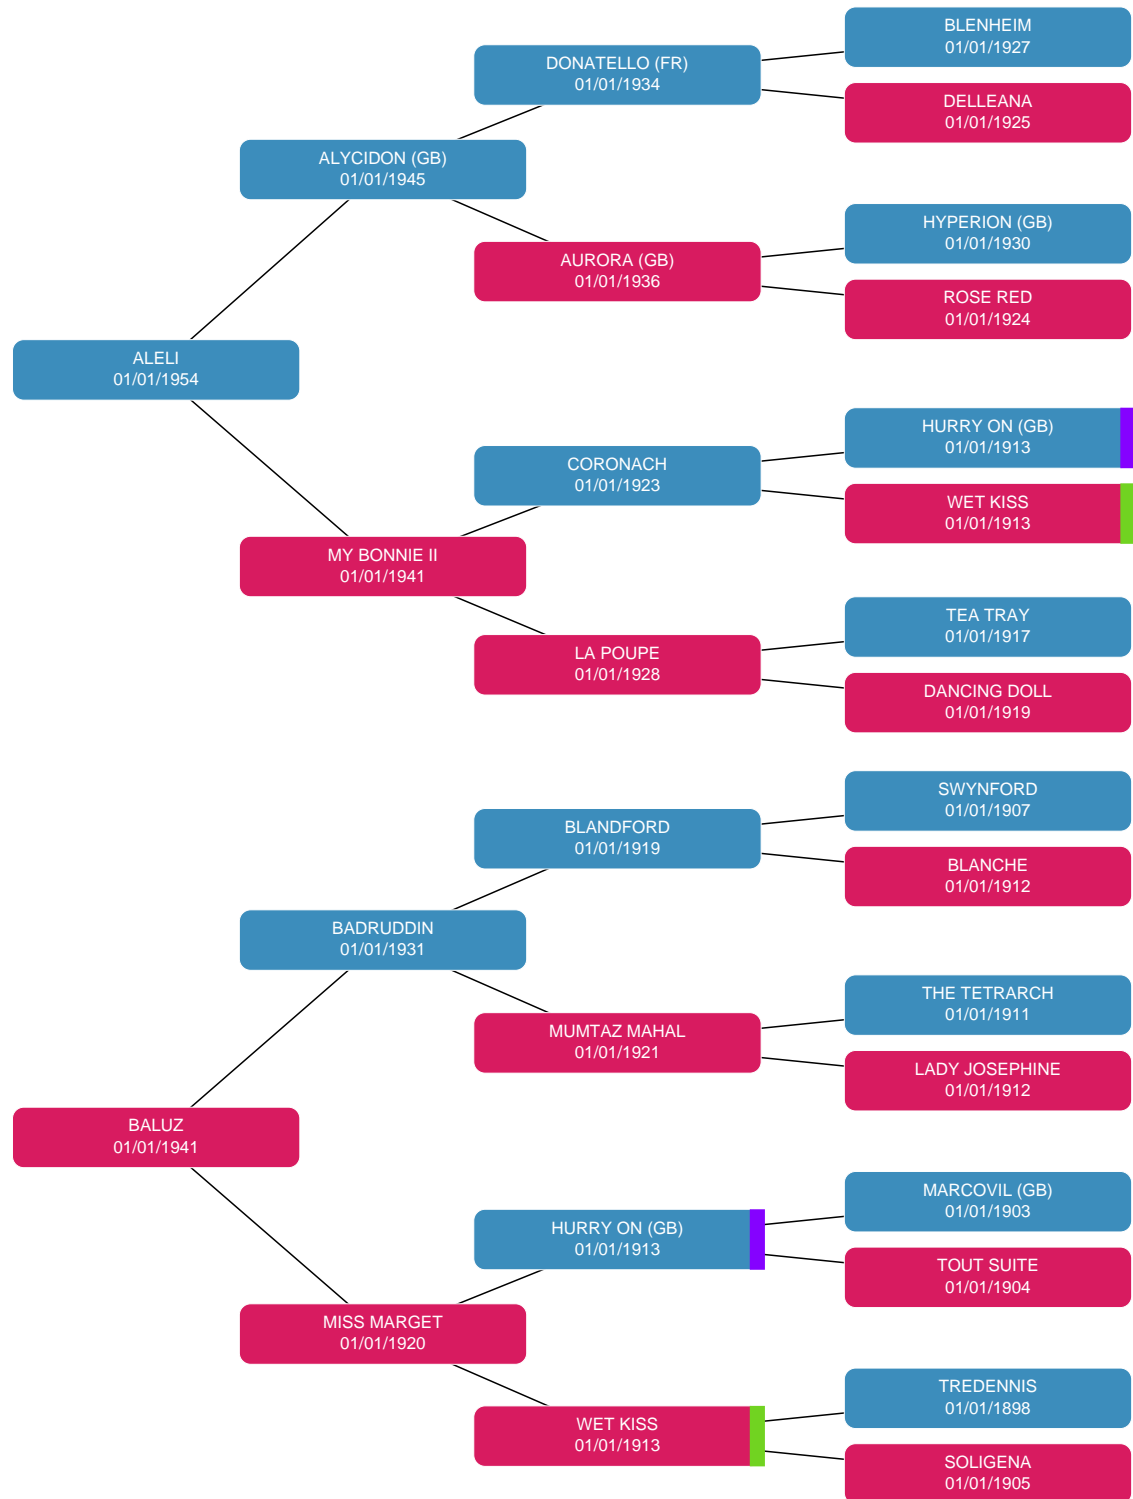 BLENHEIM
01/01/1927
DONATELLO (FR)
01/01/1934
DELLEANA
01/01/1925
ALYCIDON (GB)
01/01/1945
HYPERION (GB)
01/01/1930
AURORA (GB)
01/01/1936
ROSE RED
01/01/1924
ALELI
01/01/1954
HURRY ON (GB)
01/01/1913
CORONACH
01/01/1923
WET KISS
01/01/1913
MY BONNIE II
01/01/1941
TEA TRAY
01/01/1917
LA POUPE
01/01/1928
DANCING DOLL
01/01/1919
SWYNFORD
01/01/1907
BLANDFORD
01/01/1919
BLANCHE
01/01/1912
BADRUDDIN
01/01/1931
THE TETRARCH
01/01/1911
MUMTAZ MAHAL
01/01/1921
LADY JOSEPHINE
01/01/1912
BALUZ
01/01/1941
MARCOVIL (GB)
01/01/1903
HURRY ON (GB)
01/01/1913
TOUT SUITE
01/01/1904
MISS MARGET
01/01/1920
TREDENNIS
01/01/1898
WET KISS
01/01/1913
SOLIGENA
01/01/1905